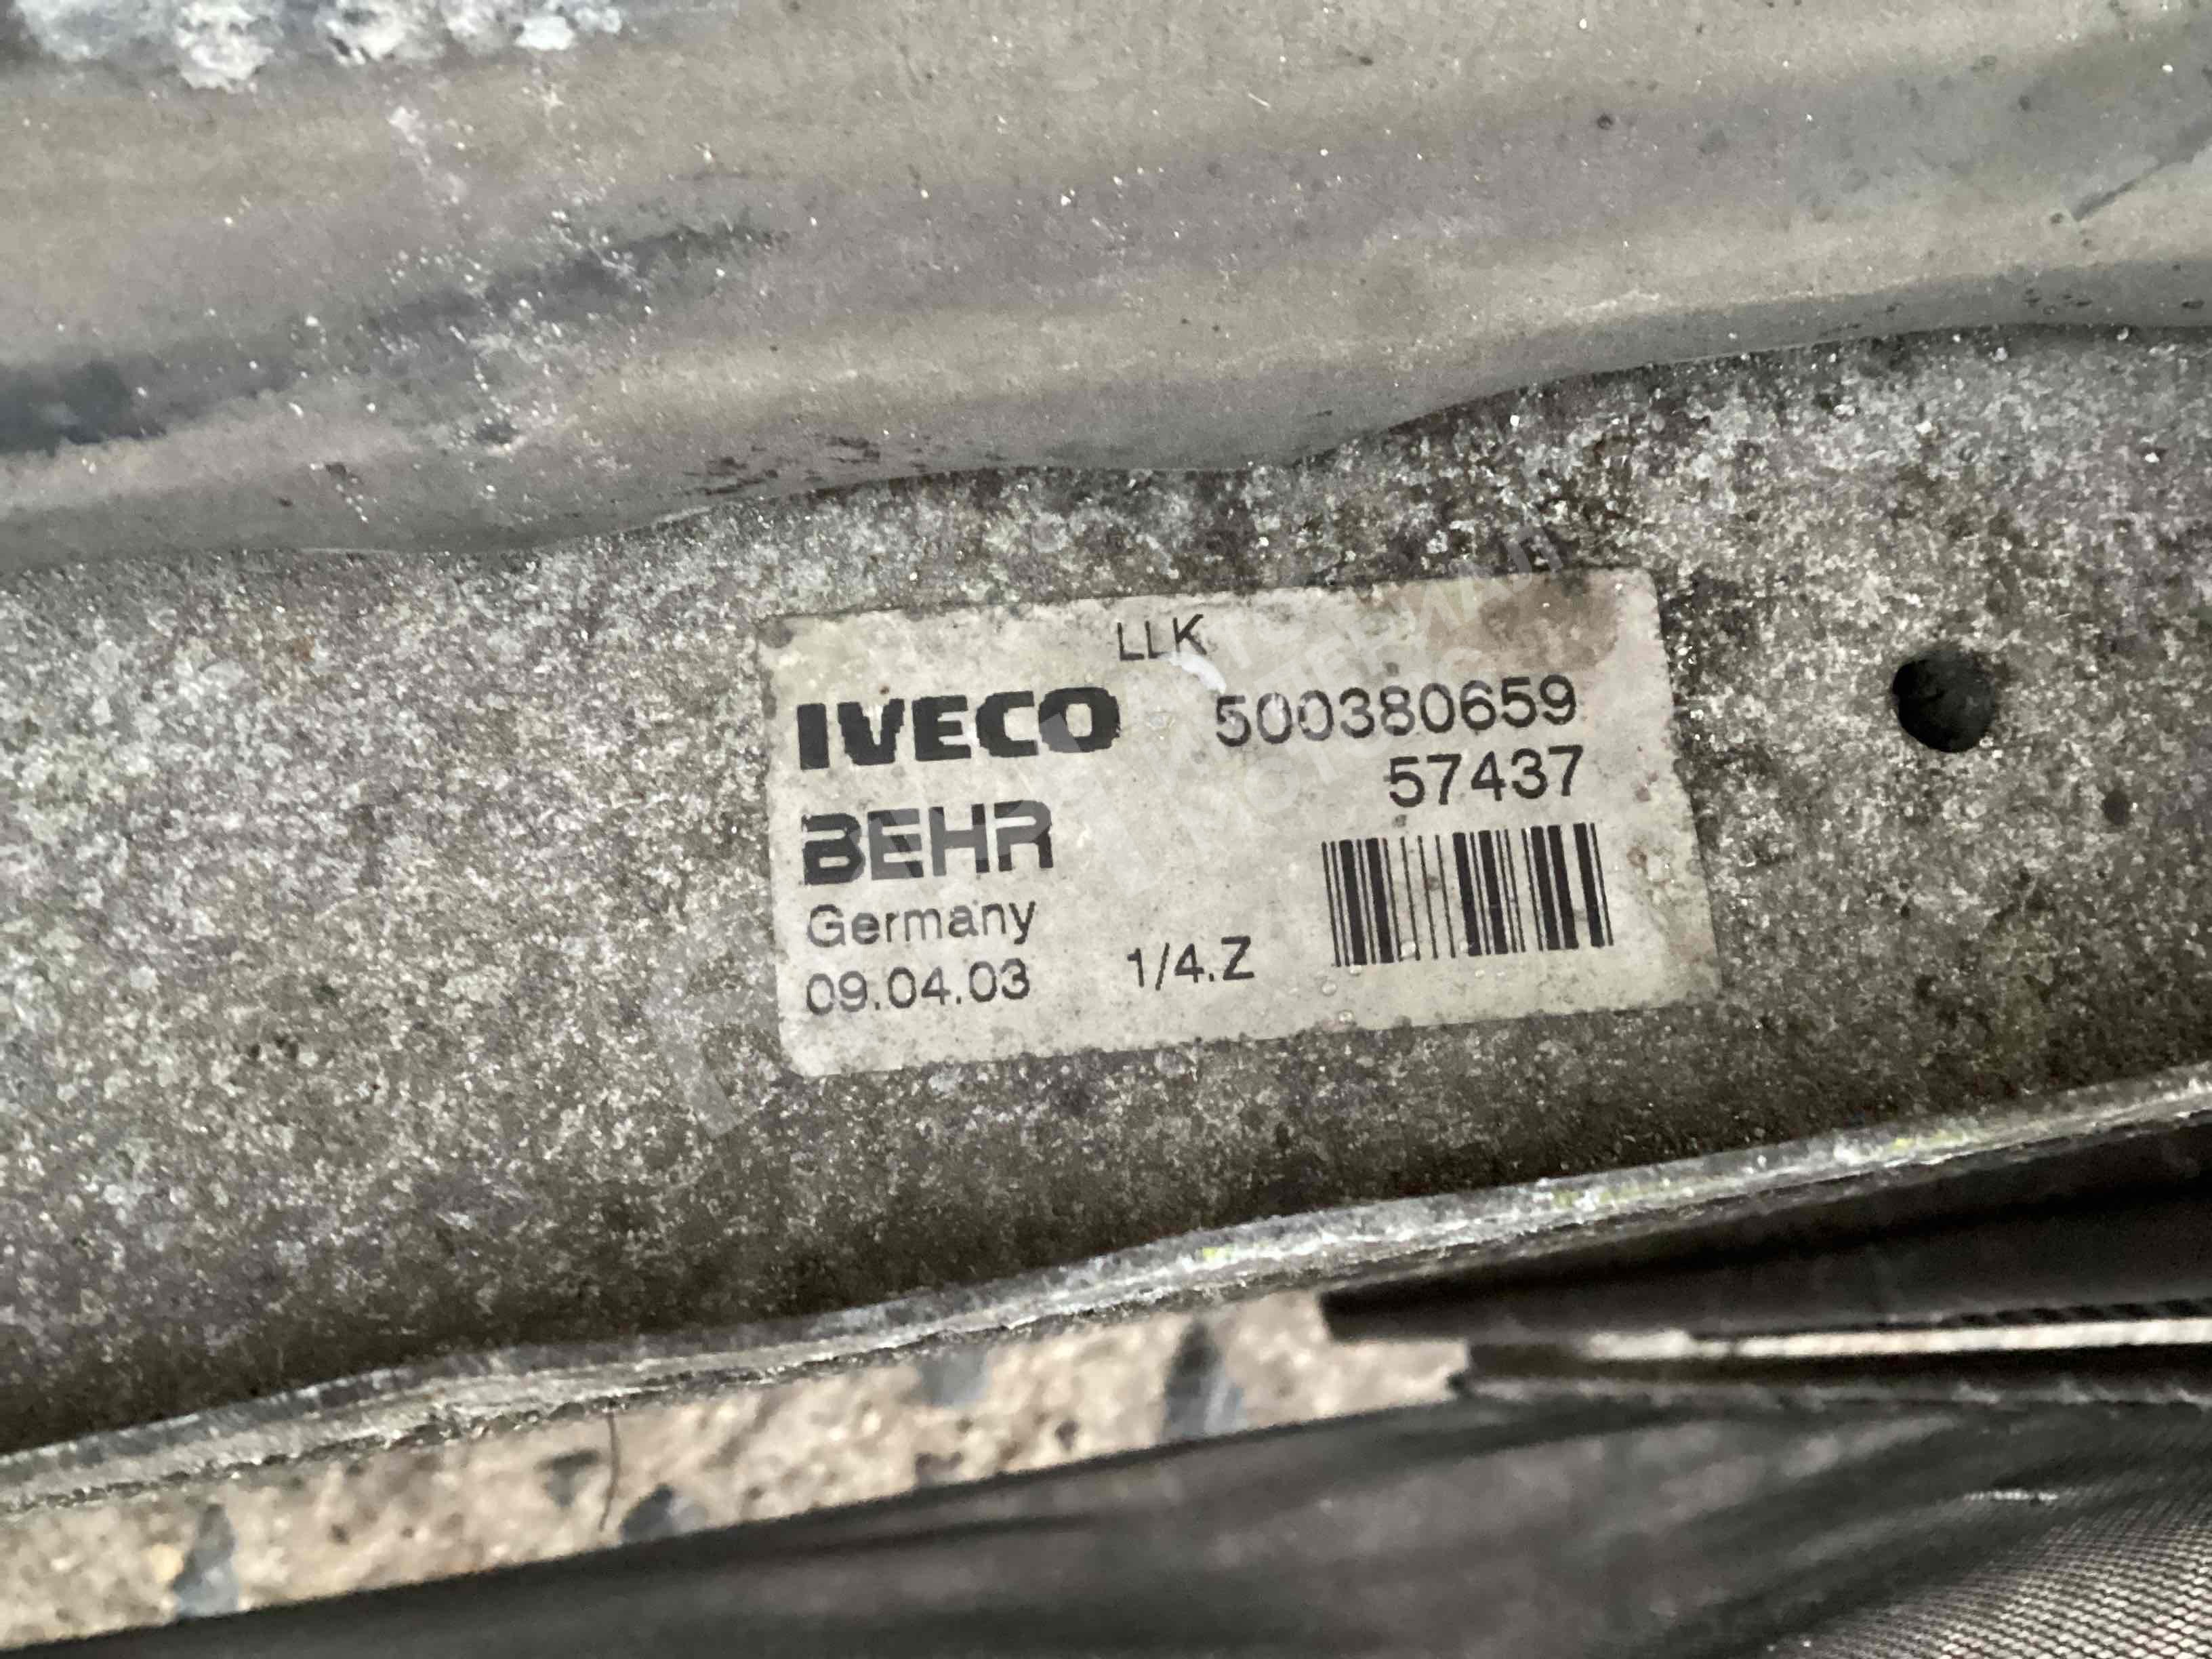 LLK
IVECO 500380659
57437
BEHR
Germany
09.04.03 1/4.Z